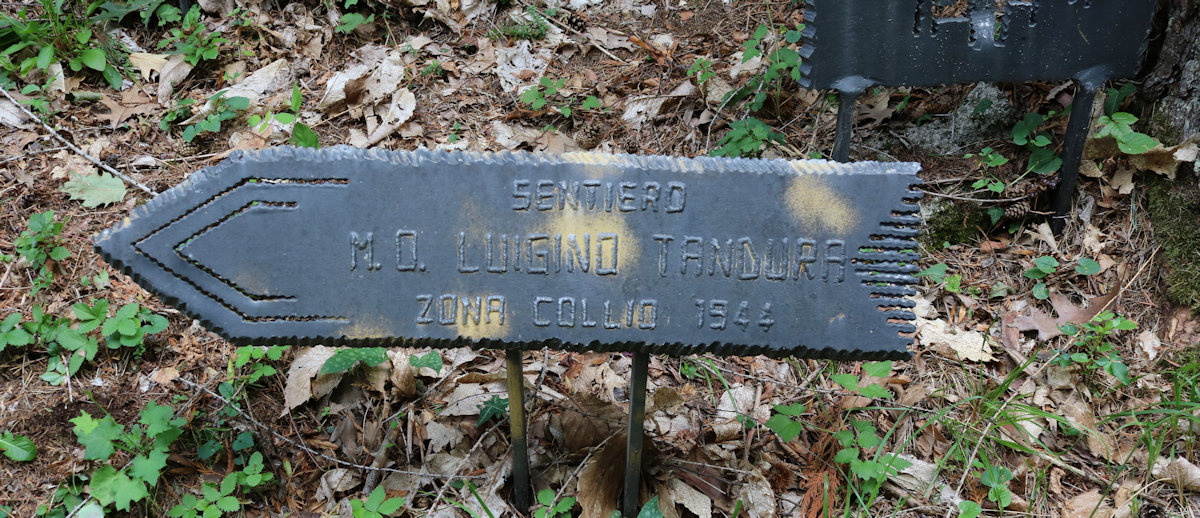 SENTIERO
M.O. LUIGINO TANDURA
ZONA COLLIO 1944